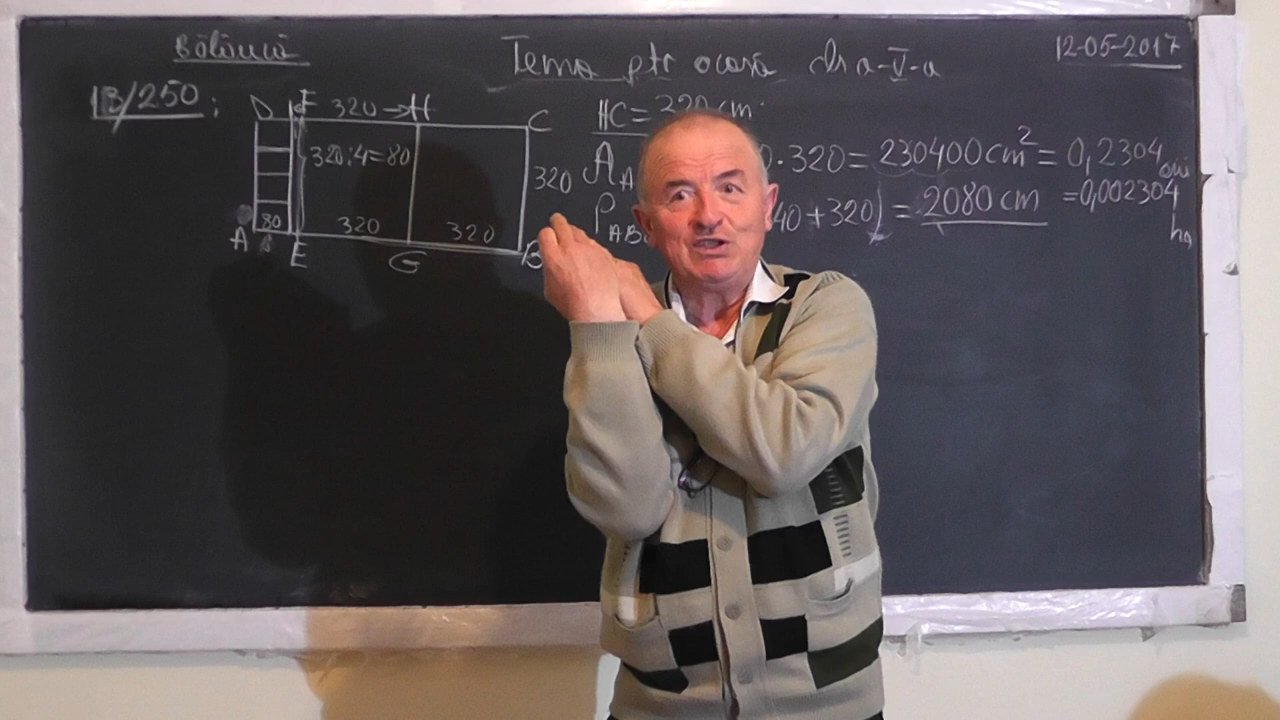 Tema ptr acasă cls a-V-a
12-05-2017
13/250:
D F 320 → H C
HC = 320 cm.
320:4=80
320
80 320 320
A E G B
·320 = 230400 cm² = 0,2304
40+320) = 2080 cm = 0,002304 ha